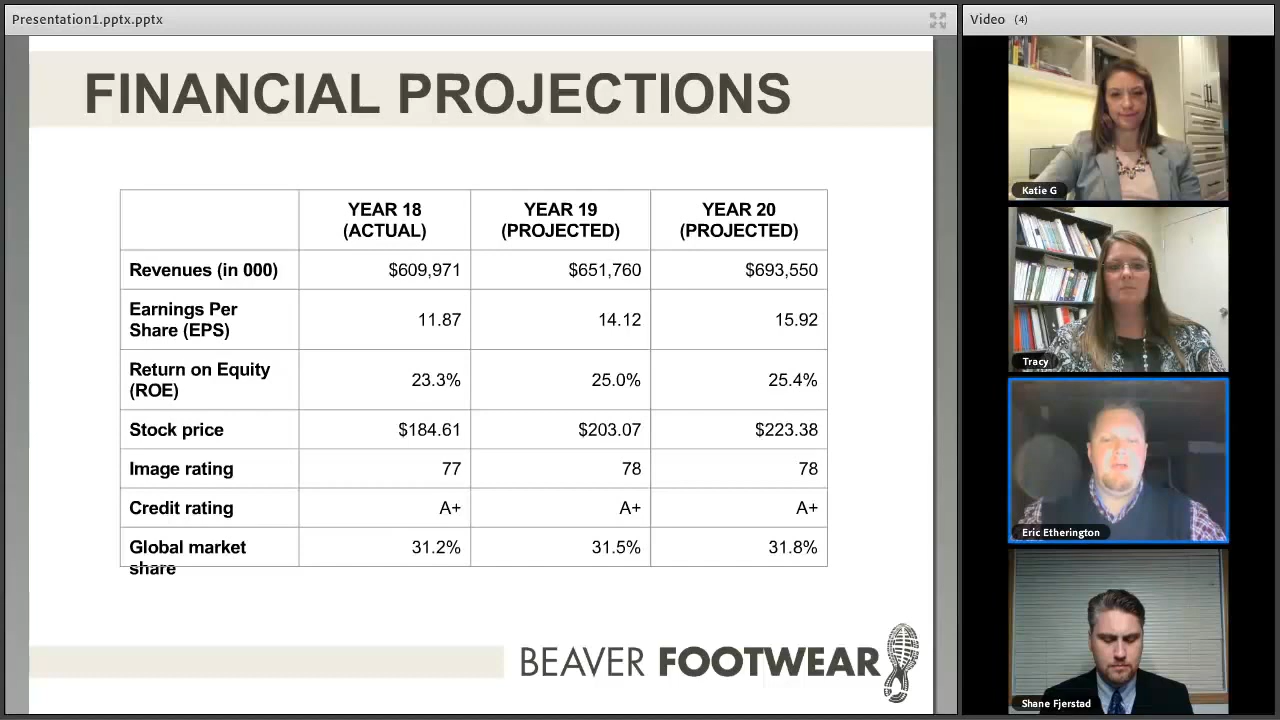 Presentation1.pptx.pptx
Video (4)
FINANCIAL PROJECTIONS
YEAR 18 YEAR 19 YEAR 20
(ACTUAL) (PROJECTED) (PROJECTED)
Revenues (in 000) $609,971 $651,760 $693,550
Earnings Per
Share (EPS) 11.87 14.12 15.92
Return on Equity
(ROE) 23.3% 25.0% 25.4%
Stock price $184.61 $203.07 $223.38
Image rating 77 78 78
Credit rating A+ A+ A+
Global market 31.2% 31.5% 31.8%
share
BEAVER FOOTWEAR
Katie G
Tracy
Eric Etherington
Shane Fjerstad